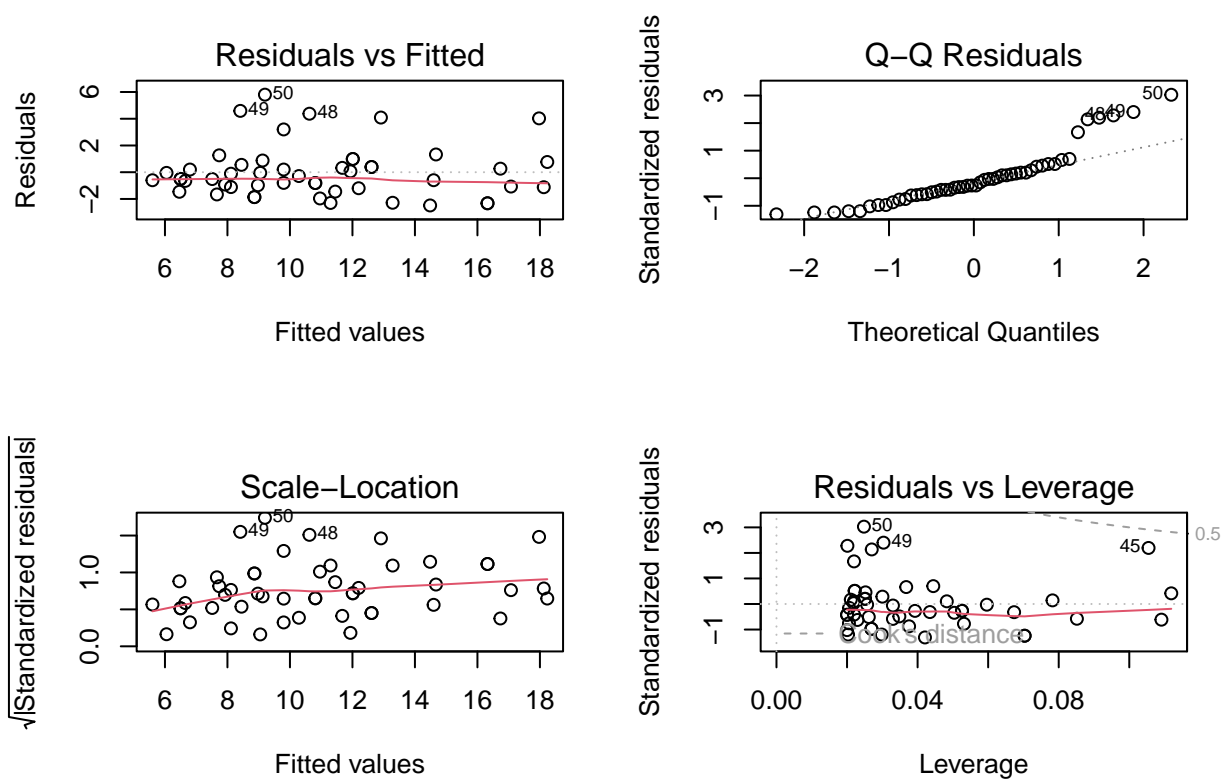 Residuals vs Fitted
Residuals
6
2
−2
50
49
48
6 8 10 12 14 16 18
Fitted values
Q−Q Residuals
Standardized residuals
3
1
−1
50
48
49
−2 −1 0 1 2
Theoretical Quantiles
Scale−Location
√|Standardized residuals|
1.0
0.0
50
49
48
6 8 10 12 14 16 18
Fitted values
Residuals vs Leverage
Standardized residuals
3
1
−1
50
49
45
0.5
Cook's distance
0.00 0.04 0.08
Leverage